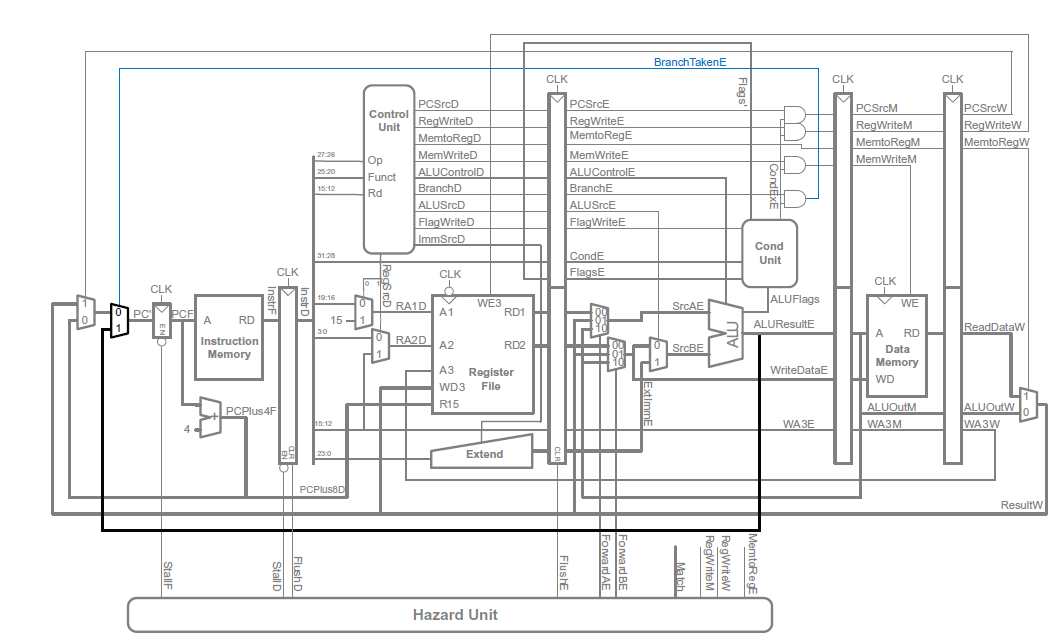 BranchTakenE
CLK
CLK
CLK
Flags'
Control
Unit
PCSrcD
PCSrcE
PCSrcM
PCSrcW
RegWriteD
RegWriteE
RegWriteM
RegWriteW
MemtoRegD
MemtoRegE
MemtoRegM
MemtoRegW
27:26
Op
MemWriteD
MemWriteE
MemWriteM
25:20
Funct
ALUControlD
ALUControlE
15:12
Rd
BranchD
BranchE
CondExE
ALUSrcD
ALUSrcE
FlagWriteD
FlagWriteE
ImmSrcD
Cond
Unit
31:28
CondE
FlagsE
CLK
CLK
CLK
CLK
RegSrcD
0
1
InstrF
InstrD
WE3
ALUFlags
WE
1
0
0
1
PC'
PCF
EN
A
RD
Instruction
Memory
19:16
0
1
15
RA1D
A1
RD1
00
01
10
SrcAE
ALU
ALUResultE
A
RD
Data
Memory
ReadDataW
3:0
0
1
RA2D
A2
RD2
00
01
10
0
1
SrcBE
A3
Register
File
WD3
R15
ExtImmE
WriteDataE
WD
1
0
PCPlus4F
+
4
ALUOutM
ALUOutW
15:12
WA3E
WA3M
WA3W
EN
CLR
23:0
Extend
CLR
PCPlus8D
ResultW
StallF
StallD
FlushD
FlushE
ForwardAE
ForwardBE
Match
RegWriteM
RegWriteW
MemtoRegE
Hazard Unit